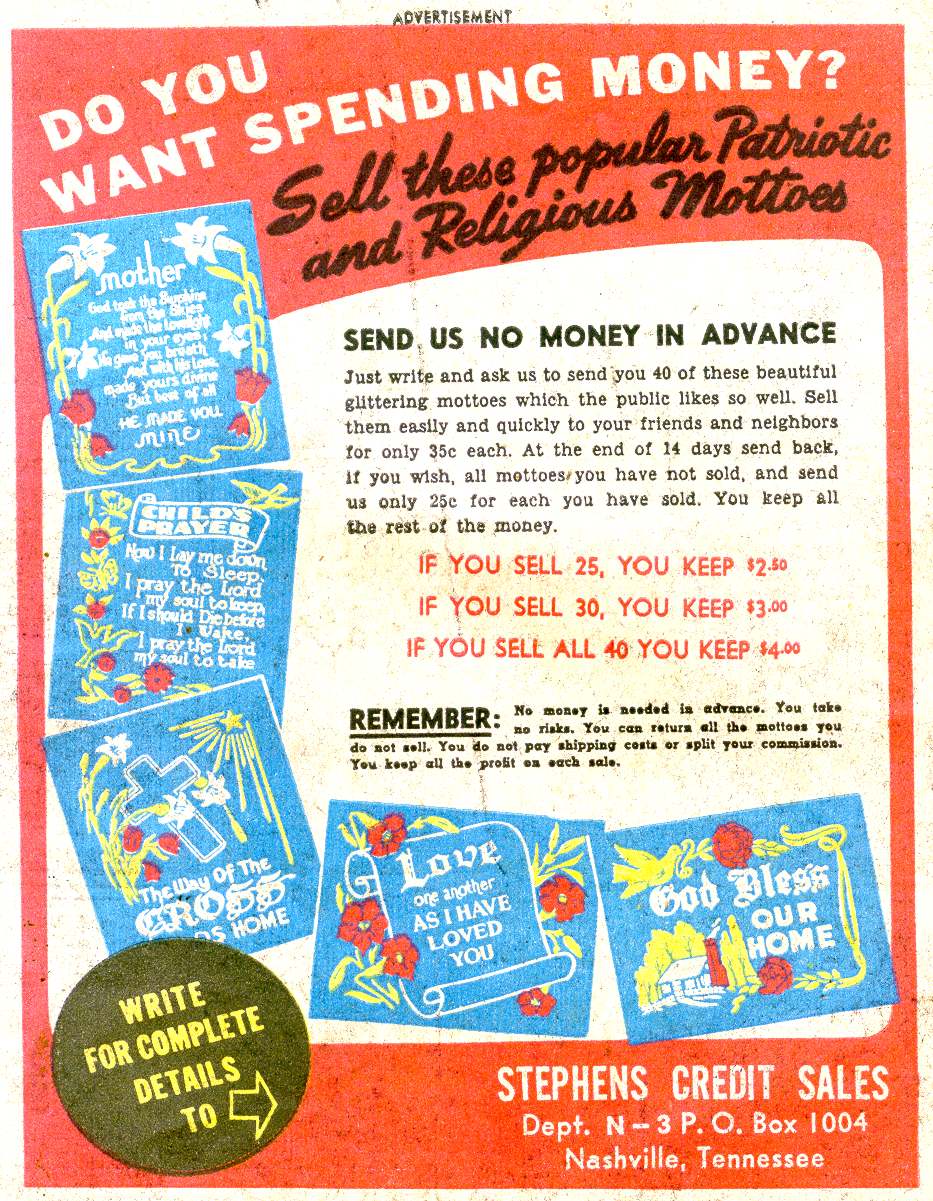 ADVERTISEMENT
DO YOU
WANT SPENDING MONEY?
Sell these popular Patriotic
and Religious Mottoes
mother
God took the Sunshine
from the Skies
And made the lovelight
in your eyes;
He gave you breath
And with His Love
made yours divine
But best of all
HE MADE YOU
MINE
CHILD'S
PRAYER
Now I Lay me down
To Sleep,
I pray the Lord
my soul to keep,
If I should Die before
I Wake,
I pray the Lord
my soul to take
The Way Of The
CROSS
DS HOME
SEND US NO MONEY IN ADVANCE
Just write and ask us to send you 40 of these beautiful
glittering mottoes which the public likes so well. Sell
them easily and quickly to your friends and neighbors
for only 35c each. At the end of 14 days send back,
if you wish, all mottoes you have not sold, and send
us only 25c for each you have sold. You keep all
the rest of the money.
IF YOU SELL 25, YOU KEEP $2.50
IF YOU SELL 30, YOU KEEP $3.00
IF YOU SELL ALL 40 YOU KEEP $4.00
REMEMBER: No money is needed in advance. You take
no risks. You can return all the mottoes you
do not sell. You do not pay shipping costs or split your commission.
You keep all the profit on each sale.
Love
one another
AS I HAVE
LOVED
YOU
God Bless
OUR
HOME
WRITE
FOR COMPLETE
DETAILS
TO
STEPHENS CREDIT SALES
Dept. N – 3 P. O. Box 1004
Nashville, Tennessee